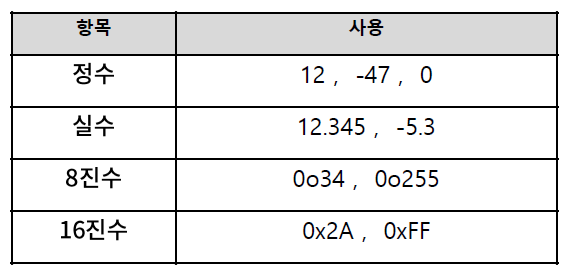 항목 사용
정수 12 , -47 , 0
실수 12.345 , -5.3
8진수 0o34 , 0o255
16진수 0x2A , 0xFF